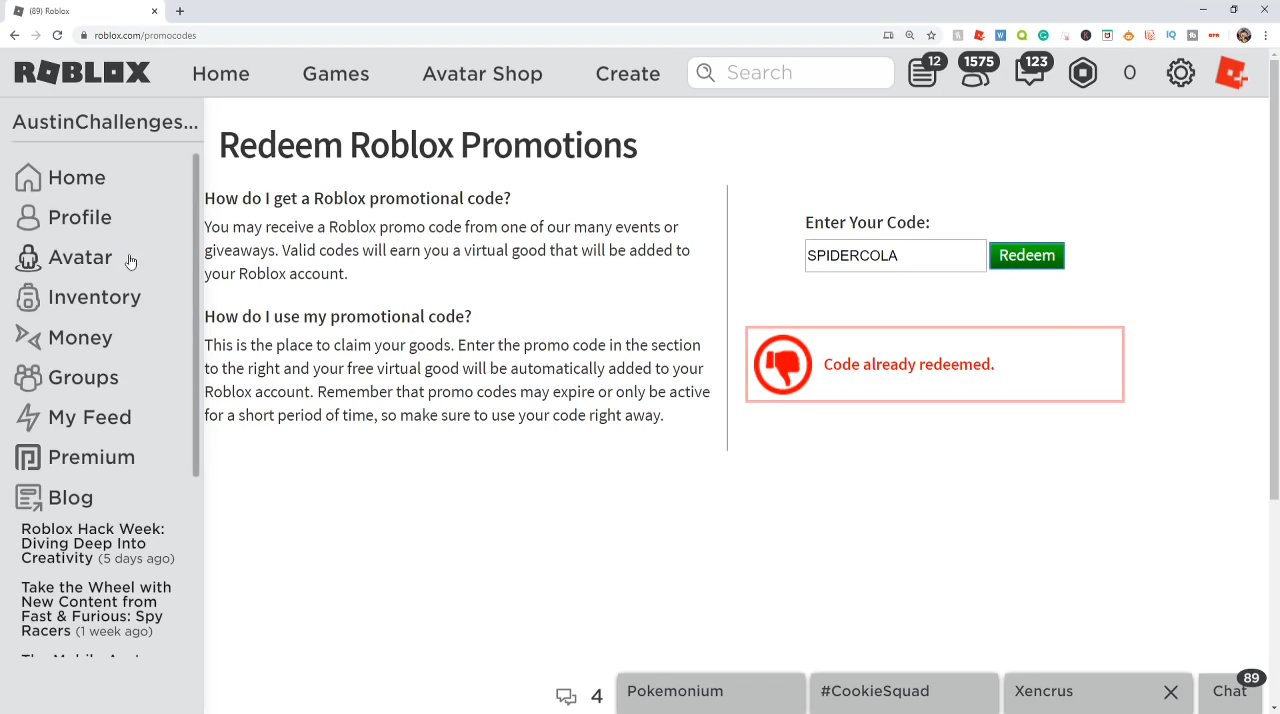 (89) Roblox
roblox.com/promocodes
ROBLOX
Home
Games
Avatar Shop
Create
Search
12
1575
123
0
AustinChallenges...
Home
Profile
Avatar
Inventory
Money
Groups
My Feed
Premium
Blog
Roblox Hack Week:
Diving Deep Into
Creativity (5 days ago)
Take the Wheel with
New Content from
Fast & Furious: Spy
Racers (1 week ago)
Redeem Roblox Promotions
How do I get a Roblox promotional code?
You may receive a Roblox promo code from one of our many events or
giveaways. Valid codes will earn you a virtual good that will be added to
your Roblox account.
How do I use my promotional code?
This is the place to claim your goods. Enter the promo code in the section
to the right and your free virtual good will be automatically added to your
Roblox account. Remember that promo codes may expire or only be active
for a short period of time, so make sure to use your code right away.
Enter Your Code:
SPIDERCOLA
Redeem
Code already redeemed.
4
Pokemonium
#CookieSquad
Xencrus
Chat
89